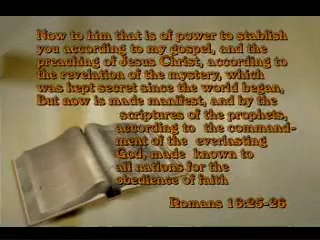 Now to him that is of power to stablish
you according to my gospel, and the
preaching of Jesus Christ, according to
the revelation of the mystery, which
was kept secret since the world began,
But now is made manifest, and by the
scriptures of the prophets,
according to the command-
ment of the everlasting
God, made known to
all nations for the
obedience of faith
Romans 16:25-26